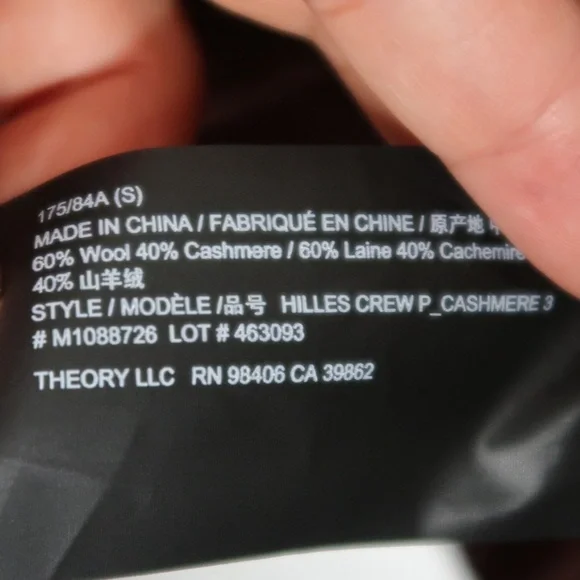 175/84A (S)
MADE IN CHINA / FABRIQUÉ EN CHINE / 原产地
60% Wool 40% Cashmere / 60% Laine 40% Cachemire
40% 山羊绒
STYLE / MODÈLE /品号 HILLES CREW P_CASHMERE 3
# M1088726 LOT # 463093
THEORY LLC RN 98406 CA 39862